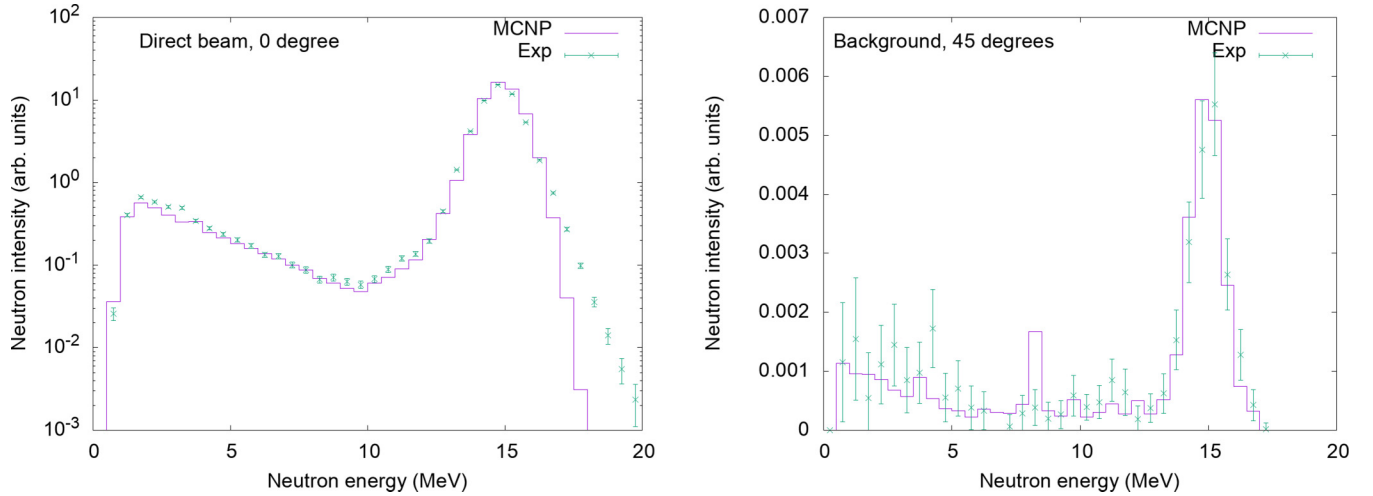 Direct beam, 0 degree
MCNP
Exp
Neutron intensity (arb. units)
10^2
10^1
10^0
10^-1
10^-2
10^-3
0 5 10 15 20
Neutron energy (MeV)
Background, 45 degrees
MCNP
Exp
Neutron intensity (arb. units)
0.007
0.006
0.005
0.004
0.003
0.002
0.001
0
0 5 10 15 20
Neutron energy (MeV)